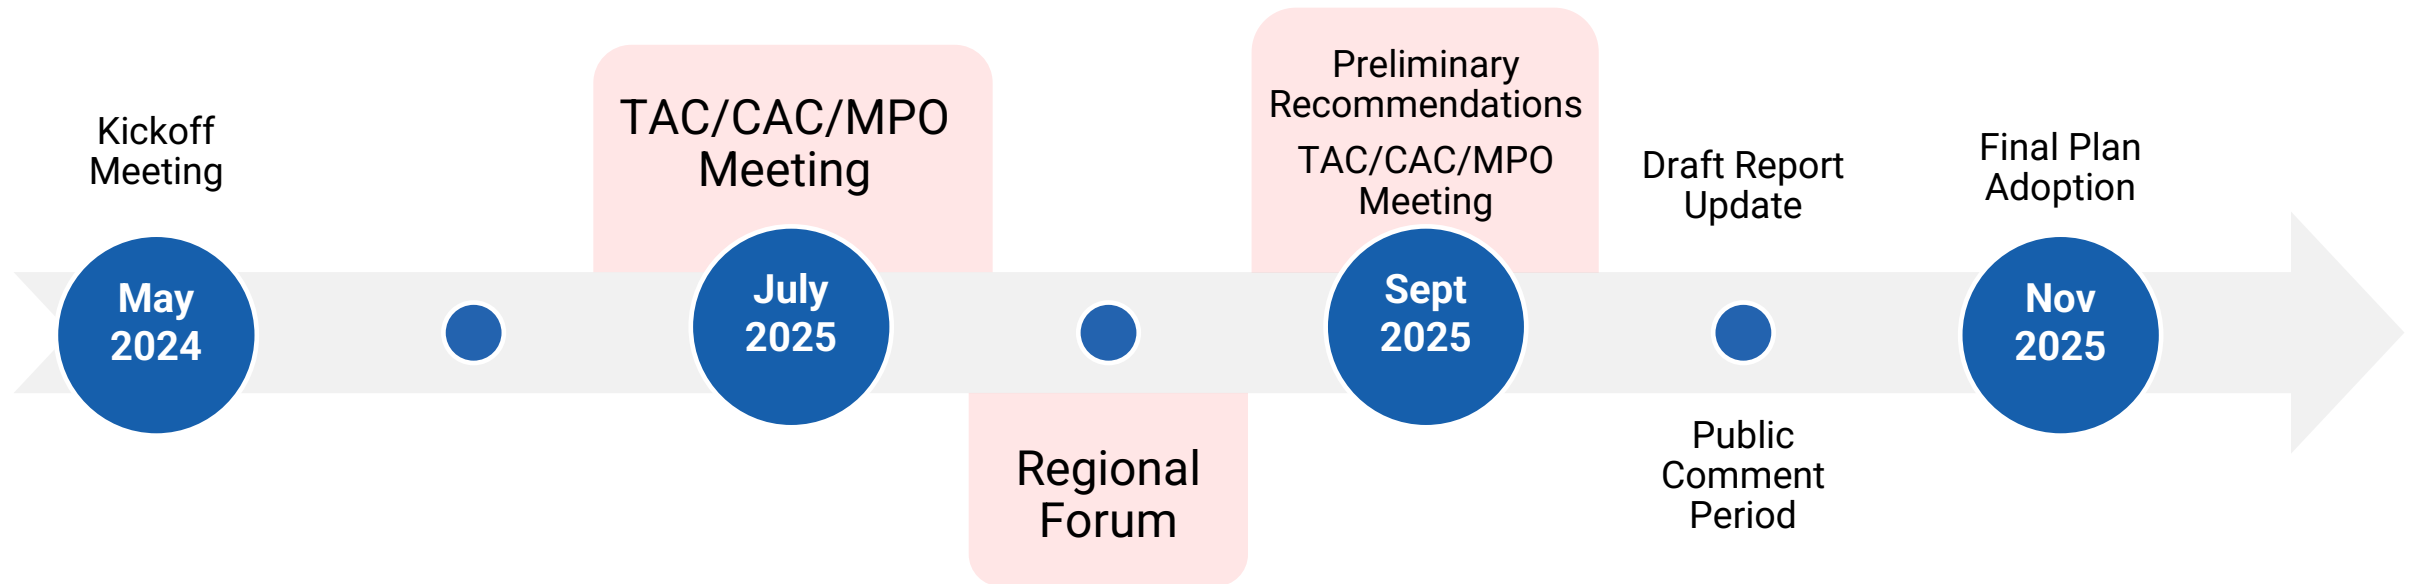 Kickoff
Meeting
May
2024
TAC/CAC/MPO
Meeting
July
2025
Regional
Forum
Preliminary
Recommendations
TAC/CAC/MPO
Meeting
Sept
2025
Draft Report
Update
Public
Comment
Period
Final Plan
Adoption
Nov
2025